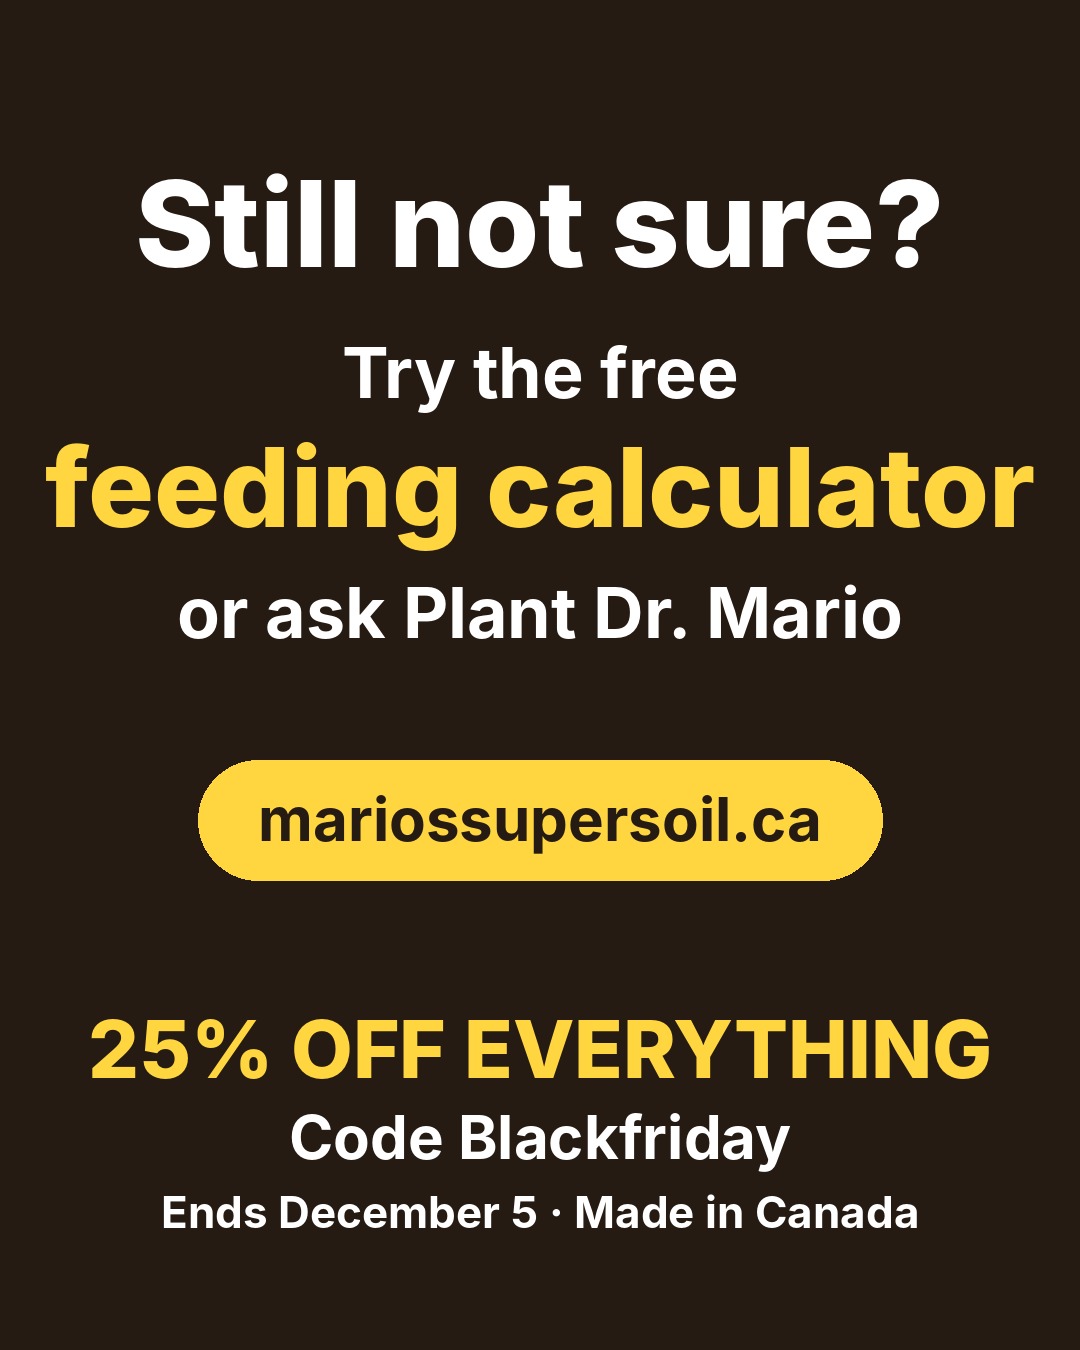 Still not sure?
Try the free
feeding calculator
or ask Plant Dr. Mario
mariossupersoil.ca
25% OFF EVERYTHING
Code Blackfriday
Ends December 5 · Made in Canada